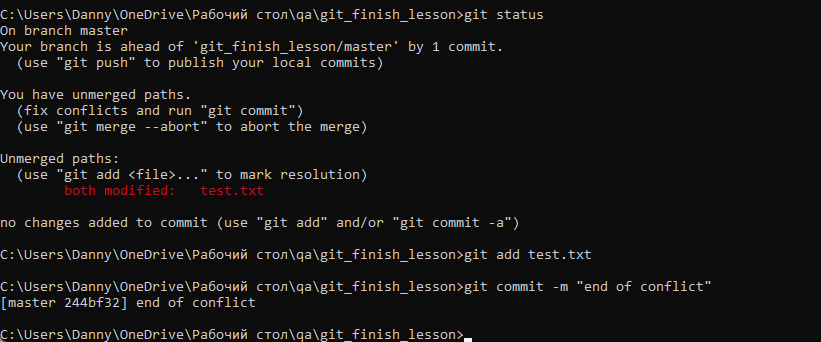 C:\Users\Danny\OneDrive\Рабочий стол\qa\git_finish_lesson>git status
On branch master
Your branch is ahead of 'git_finish_lesson/master' by 1 commit.
  (use "git push" to publish your local commits)
You have unmerged paths.
  (fix conflicts and run "git commit")
  (use "git merge --abort" to abort the merge)
Unmerged paths:
  (use "git add <file>..." to mark resolution)
        both modified:   test.txt
no changes added to commit (use "git add" and/or "git commit -a")
C:\Users\Danny\OneDrive\Рабочий стол\qa\git_finish_lesson>git add test.txt
C:\Users\Danny\OneDrive\Рабочий стол\qa\git_finish_lesson>git commit -m "end of conflict"
[master 244bf32] end of conflict
C:\Users\Danny\OneDrive\Рабочий стол\qa\git_finish_lesson>